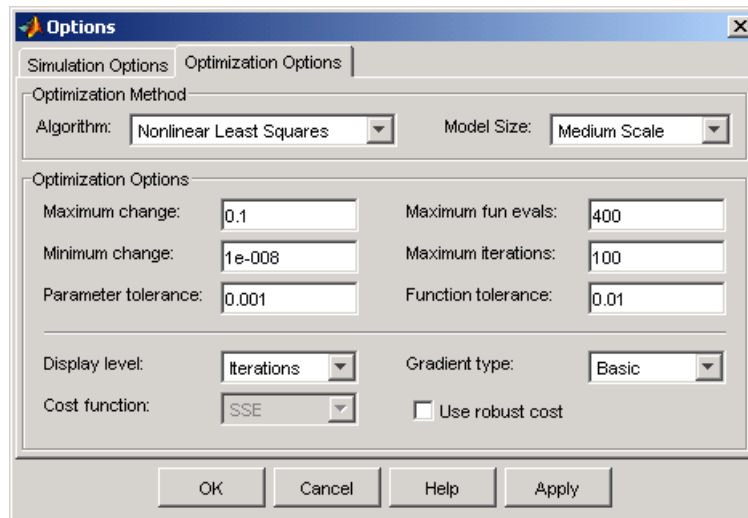 Options
Simulation Options Optimization Options
Optimization Method
Algorithm: Nonlinear Least Squares Model Size: Medium Scale
Optimization Options
Maximum change: 0.1 Maximum fun evals: 400
Minimum change: 1e-008 Maximum iterations: 100
Parameter tolerance: 0.001 Function tolerance: 0.01
Display level: Iterations Gradient type: Basic
Cost function: SSE Use robust cost
OK Cancel Help Apply